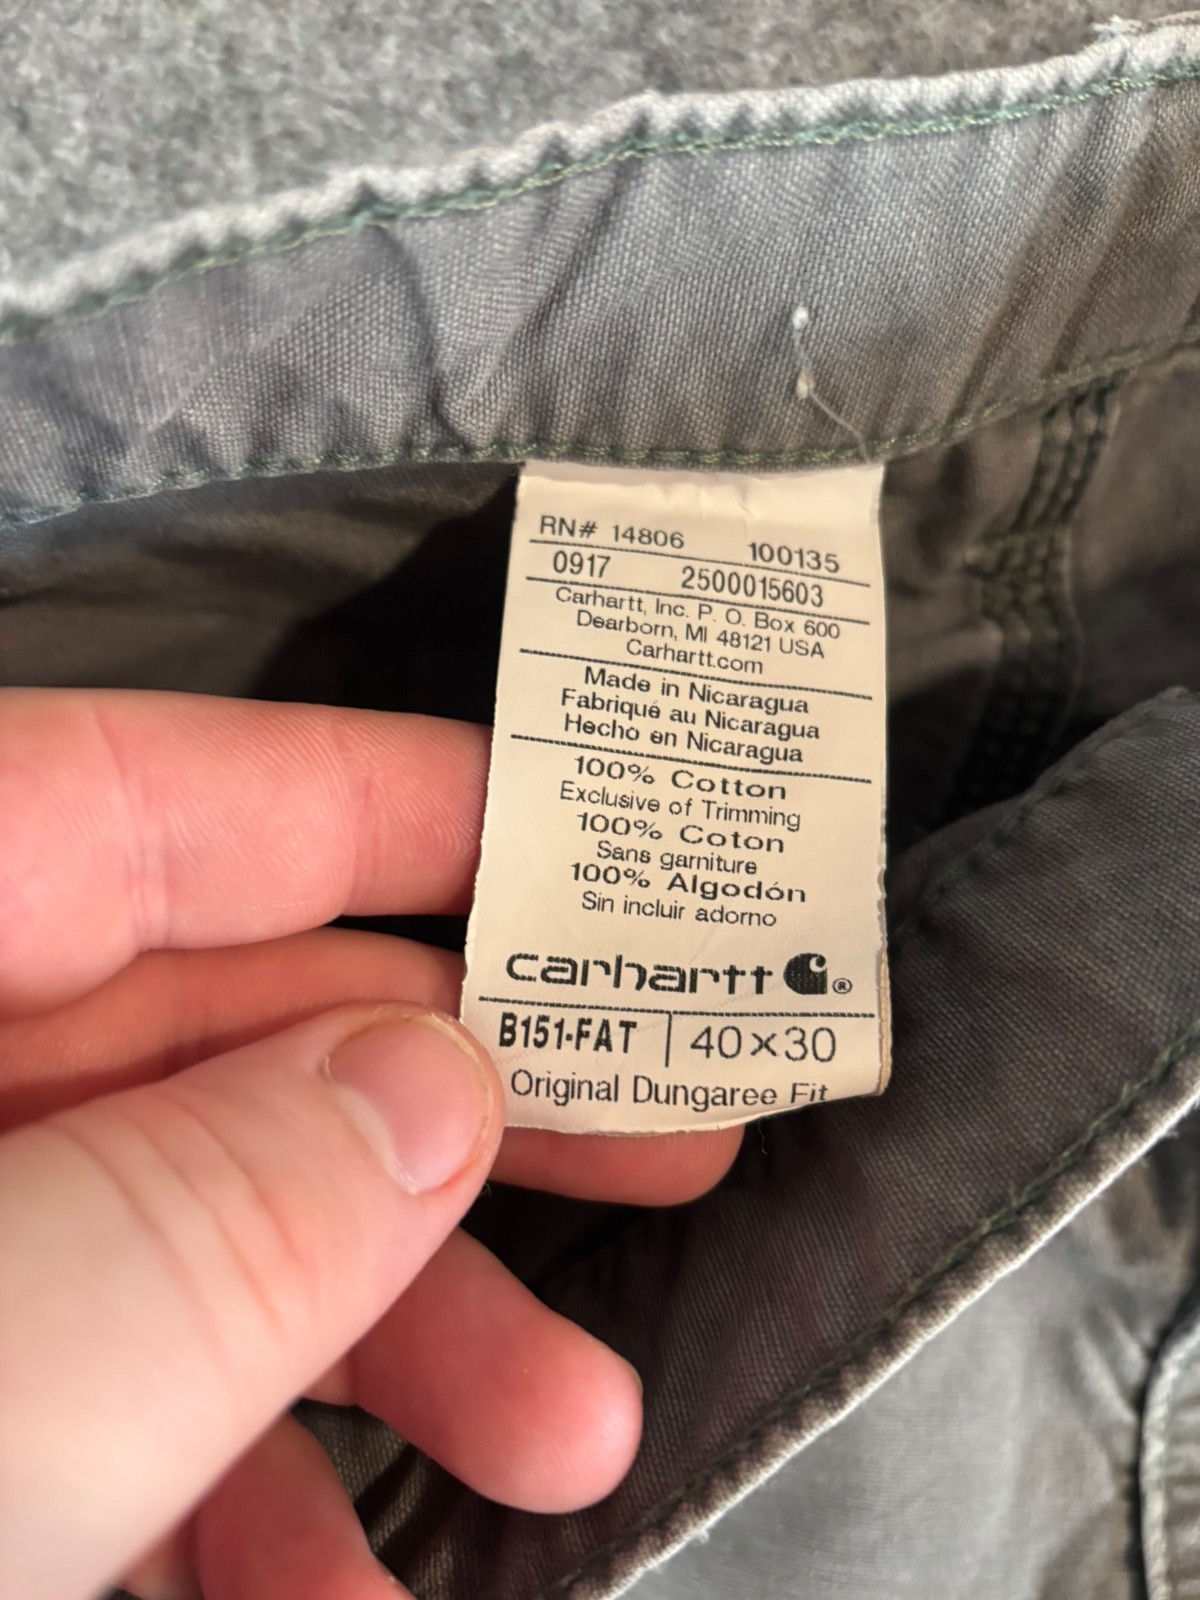 RN# 14806 100135
0917 2500015603
Carhartt, Inc. P. O. Box 600
Dearborn, MI 48121 USA
Carhartt.com
Made in Nicaragua
Fabriqué au Nicaragua
Hecho en Nicaragua
100% Cotton
Exclusive of Trimming
100% Coton
Sans garniture
100% Algodón
Sin incluir adorno
carhartt ®
B151-FAT | 40×30
Original Dungaree Fit